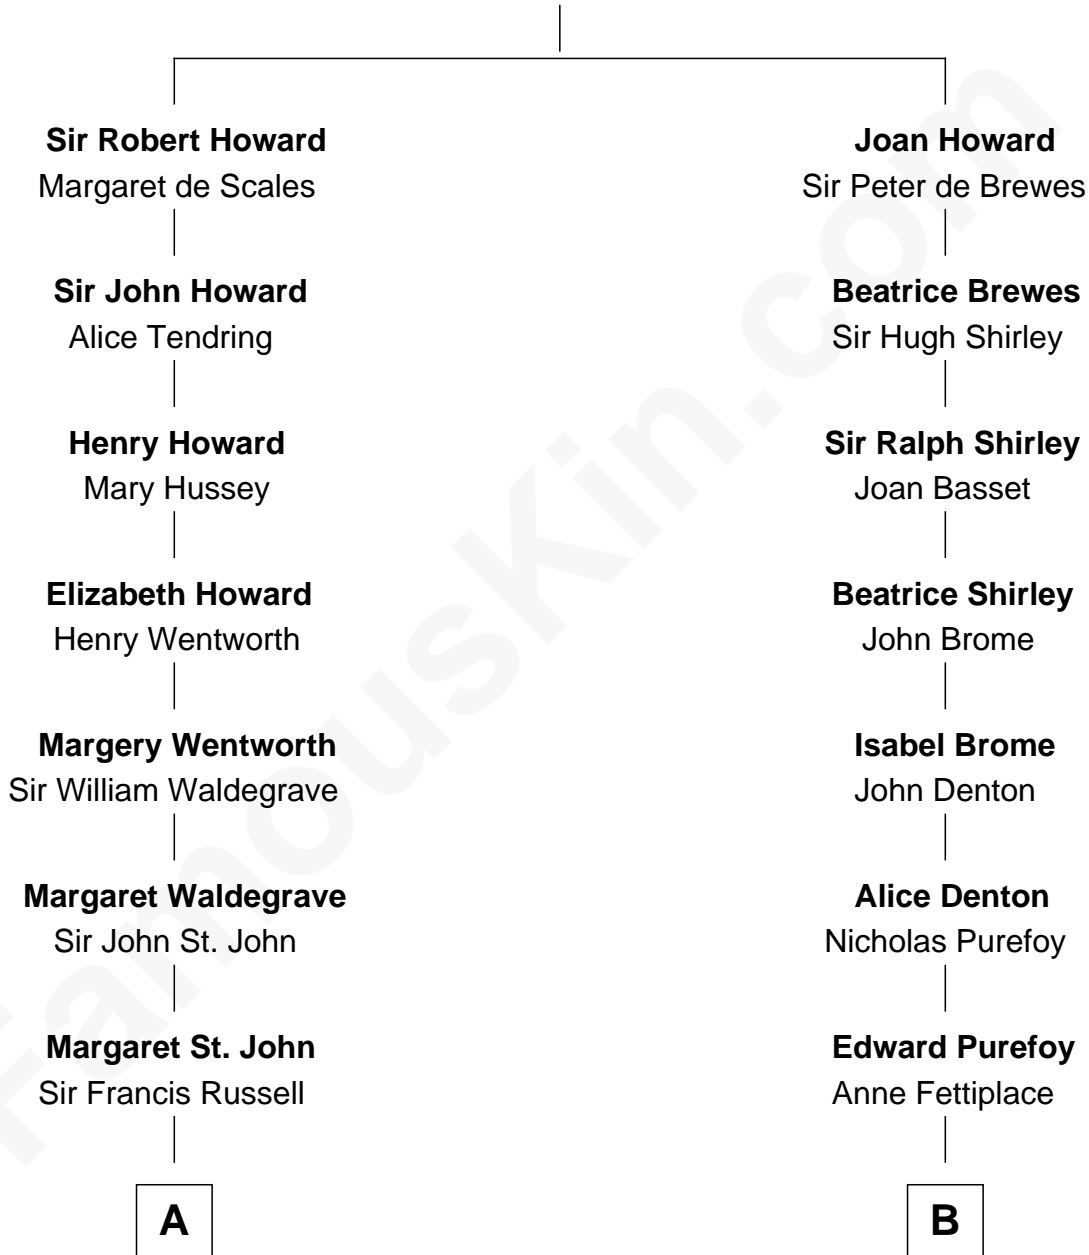 Sir Robert Howard
Margaret de Scales
Joan Howard
Sir Peter de Brewes
Sir John Howard
Alice Tendring
Beatrice Brewes
Sir Hugh Shirley
Henry Howard
Mary Hussey
Sir Ralph Shirley
Joan Basset
Elizabeth Howard
Henry Wentworth
Beatrice Shirley
John Brome
Margery Wentworth
Sir William Waldegrave
Isabel Brome
John Denton
Margaret Waldegrave
Sir John St. John
Alice Denton
Nicholas Purefoy
Margaret St. John
Sir Francis Russell
Edward Purefoy
Anne Fettiplace
A
B
FamousKin.com